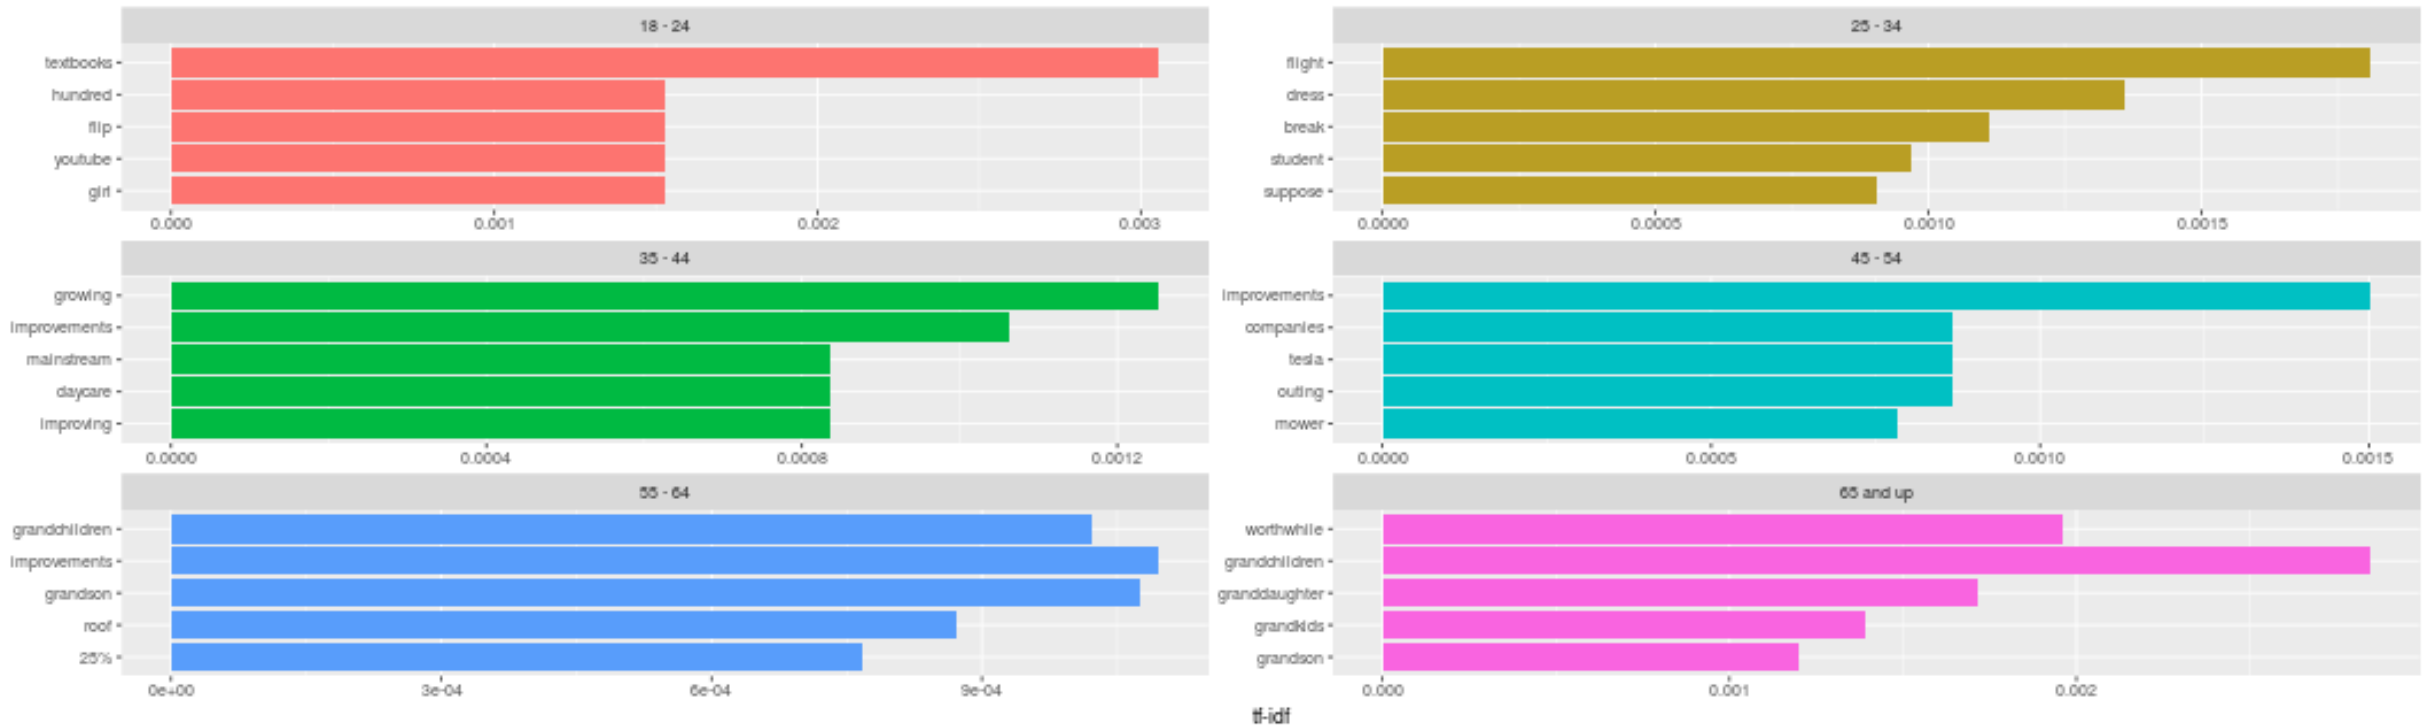 18 - 24
textbooks
hundred
flip
youtube
girl
0.000 0.001 0.002 0.003
25 - 34
flight
dress
break
student
suppose
0.0000 0.0005 0.0010 0.0015
35 - 44
growing
improvements
mainstream
daycare
improving
0.0000 0.0004 0.0008 0.0012
45 - 54
improvements
companies
tesla
outing
mower
0.0000 0.0005 0.0010 0.0015
55 - 64
grandchildren
improvements
grandson
roof
25%
0e+00 3e-04 6e-04 9e-04
65 and up
worthwhile
grandchildren
granddaughter
grandkids
grandson
0.000 0.001 0.002
tf-idf